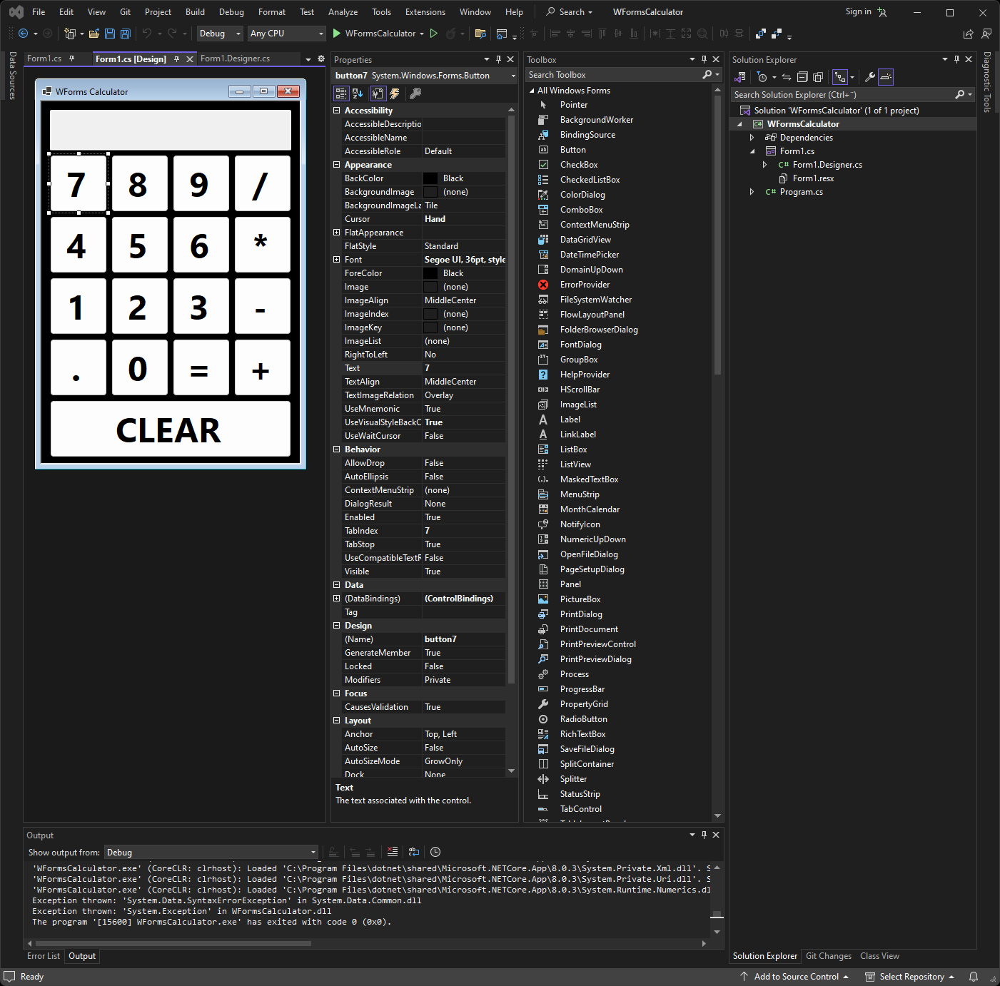 File Edit View Git Project Build Debug Format Test Analyze Tools Extensions Window Help Search WFormsCalculator Sign in
Debug Any CPU WFormsCalculator
Data Sources
Form1.cs Form1.cs [Design] Form1.Designer.cs
WForms Calculator
7 8 9 /
4 5 6 *
1 2 3 -
. 0 = +
CLEAR
Properties
button7 System.Windows.Forms.Button
Accessibility
AccessibleDescriptio
AccessibleName
AccessibleRole Default
Appearance
BackColor Black
BackgroundImage (none)
BackgroundImageLa Tile
Cursor Hand
FlatAppearance
FlatStyle Standard
Font Segoe UI, 36pt, style
ForeColor Black
Image (none)
ImageAlign MiddleCenter
ImageIndex (none)
ImageKey (none)
ImageList (none)
RightToLeft No
Text 7
TextAlign MiddleCenter
TextImageRelation Overlay
UseMnemonic True
UseVisualStyleBackC True
UseWaitCursor False
Behavior
AllowDrop False
AutoEllipsis False
ContextMenuStrip (none)
DialogResult None
Enabled True
TabIndex 7
TabStop True
UseCompatibleTextR False
Visible True
Data
(DataBindings) (ControlBindings)
Tag
Design
(Name) button7
GenerateMember True
Locked False
Modifiers Private
Focus
CausesValidation True
Layout
Anchor Top, Left
AutoSize False
AutoSizeMode GrowOnly
Dock None
Text
The text associated with the control.
Toolbox
Search Toolbox
All Windows Forms
Pointer
BackgroundWorker
BindingSource
Button
CheckBox
CheckedListBox
ColorDialog
ComboBox
ContextMenuStrip
DataGridView
DateTimePicker
DomainUpDown
ErrorProvider
FileSystemWatcher
FlowLayoutPanel
FolderBrowserDialog
FontDialog
GroupBox
HelpProvider
HScrollBar
ImageList
Label
LinkLabel
ListBox
ListView
MaskedTextBox
MenuStrip
MonthCalendar
NotifyIcon
NumericUpDown
OpenFileDialog
PageSetupDialog
Panel
PictureBox
PrintDialog
PrintDocument
PrintPreviewControl
PrintPreviewDialog
Process
ProgressBar
PropertyGrid
RadioButton
RichTextBox
SaveFileDialog
SplitContainer
Splitter
StatusStrip
TabControl
Solution Explorer
Search Solution Explorer (Ctrl+¨)
Solution 'WFormsCalculator' (1 of 1 project)
WFormsCalculator
Dependencies
Form1.cs
Form1.Designer.cs
Form1.resx
Program.cs
Diagnostic Tools
Output
Show output from: Debug
'WFormsCalculator.exe' (CoreCLR: clrhost): Loaded 'C:\Program Files\dotnet\shared\Microsoft.NETCore.App\8.0.3\System.Private.Xml.dll'. S
'WFormsCalculator.exe' (CoreCLR: clrhost): Loaded 'C:\Program Files\dotnet\shared\Microsoft.NETCore.App\8.0.3\System.Private.Uri.dll'. S
'WFormsCalculator.exe' (CoreCLR: clrhost): Loaded 'C:\Program Files\dotnet\shared\Microsoft.NETCore.App\8.0.3\System.Runtime.Numerics.dl
Exception thrown: 'System.Data.SyntaxErrorException' in System.Data.Common.dll
Exception thrown: 'System.Exception' in WFormsCalculator.dll
The program '[15600] WFormsCalculator.exe' has exited with code 0 (0x0).
Error List Output
Solution Explorer Git Changes Class View
Ready Add to Source Control Select Repository